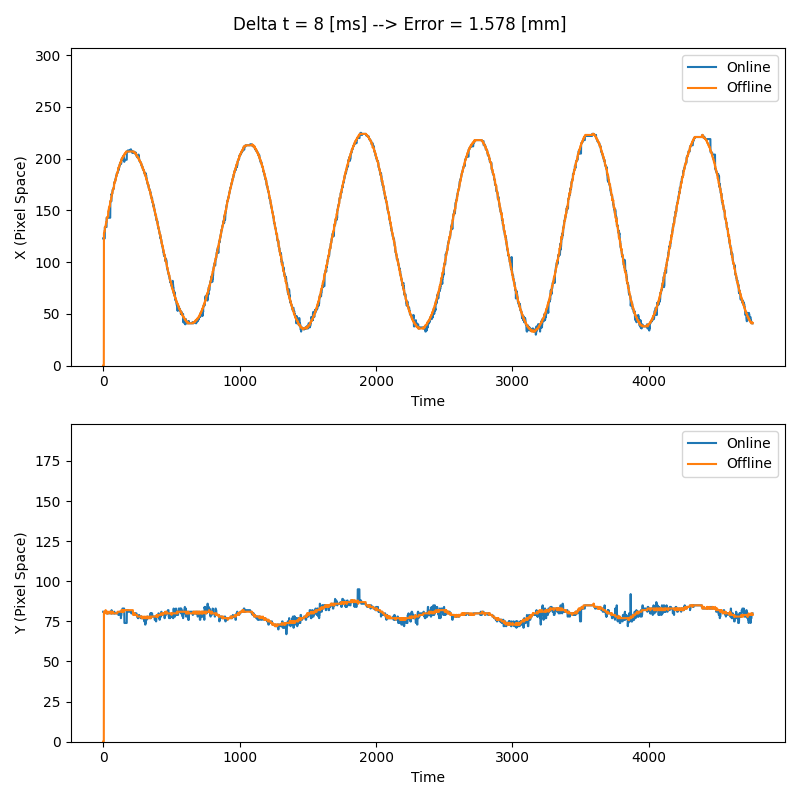 Delta t = 8 [ms] --> Error = 1.578 [mm]
300
250
200
150
100
50
0
X (Pixel Space)
Online
Offline
0 1000 2000 3000 4000
Time
175
150
125
100
75
50
25
0
Y (Pixel Space)
Online
Offline
0 1000 2000 3000 4000
Time